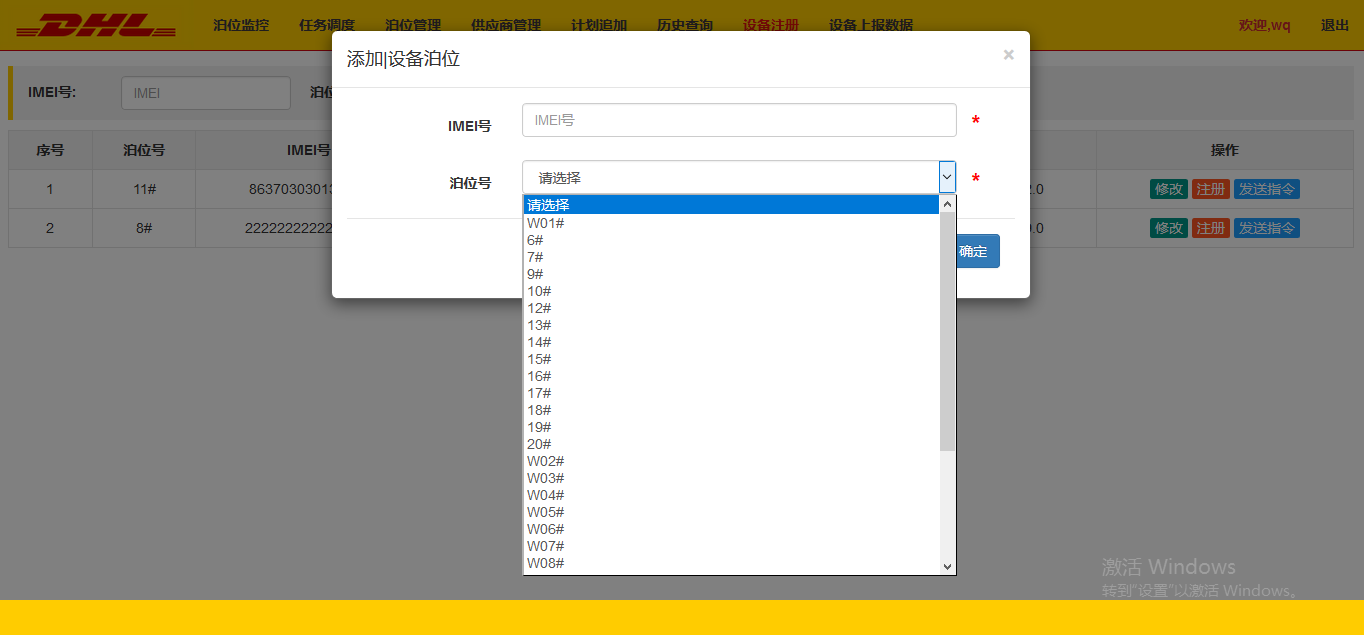 DHL 泊位监控 任务调度 泊位管理 供应商管理 计划追加 历史查询 设备注册 设备上报数据 欢迎,wq 退出
添加|设备泊位 ×
IMEI号: IMEI 泊位
IMEI号 IMEI号 *
序号 泊位号 IMEI号 操作
泊位号 请选择 *
1 11# 86370303013 2.0 修改 注册 发送指令
2 8# 22222222222 .0 修改 注册 发送指令
请选择
W01#
6#
7#
确定
9#
10#
12#
13#
14#
15#
16#
17#
18#
19#
20#
W02#
W03#
W04#
W05#
W06#
W07#
W08#
激活 Windows
转到"设置"以激活 Windows。